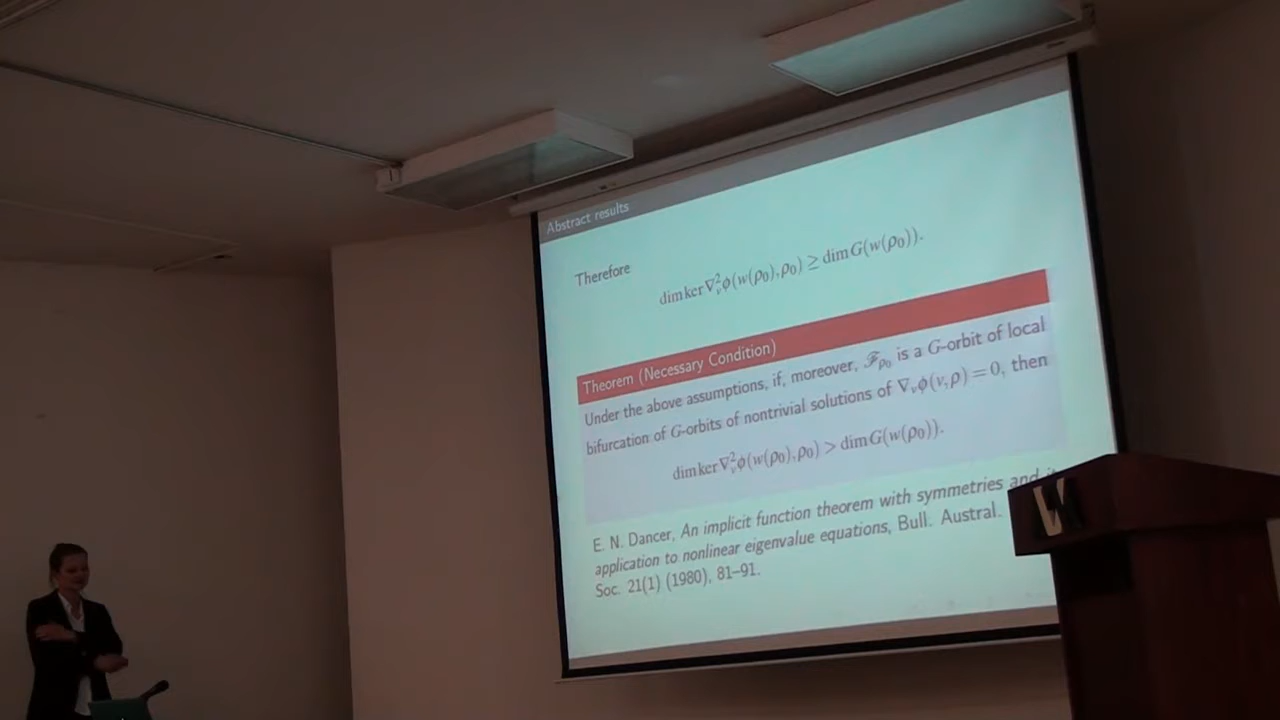 Abstract results
Therefore
dim ker ∇²ᵥϕ(w(ρ₀),ρ₀) ≥ dim G(w(ρ₀)).
Theorem (Necessary Condition)
Under the above assumptions, if, moreover, ℱ_ρ₀ is a G-orbit of local
bifurcation of G-orbits of nontrivial solutions of ∇ᵥϕ(v,ρ) = 0, then
dim ker ∇²ᵥϕ(w(ρ₀),ρ₀) > dim G(w(ρ₀)).
E. N. Dancer, An implicit function theorem with symmetries and
application to nonlinear eigenvalue equations, Bull. Austral.
Soc. 21(1) (1980), 81–91.